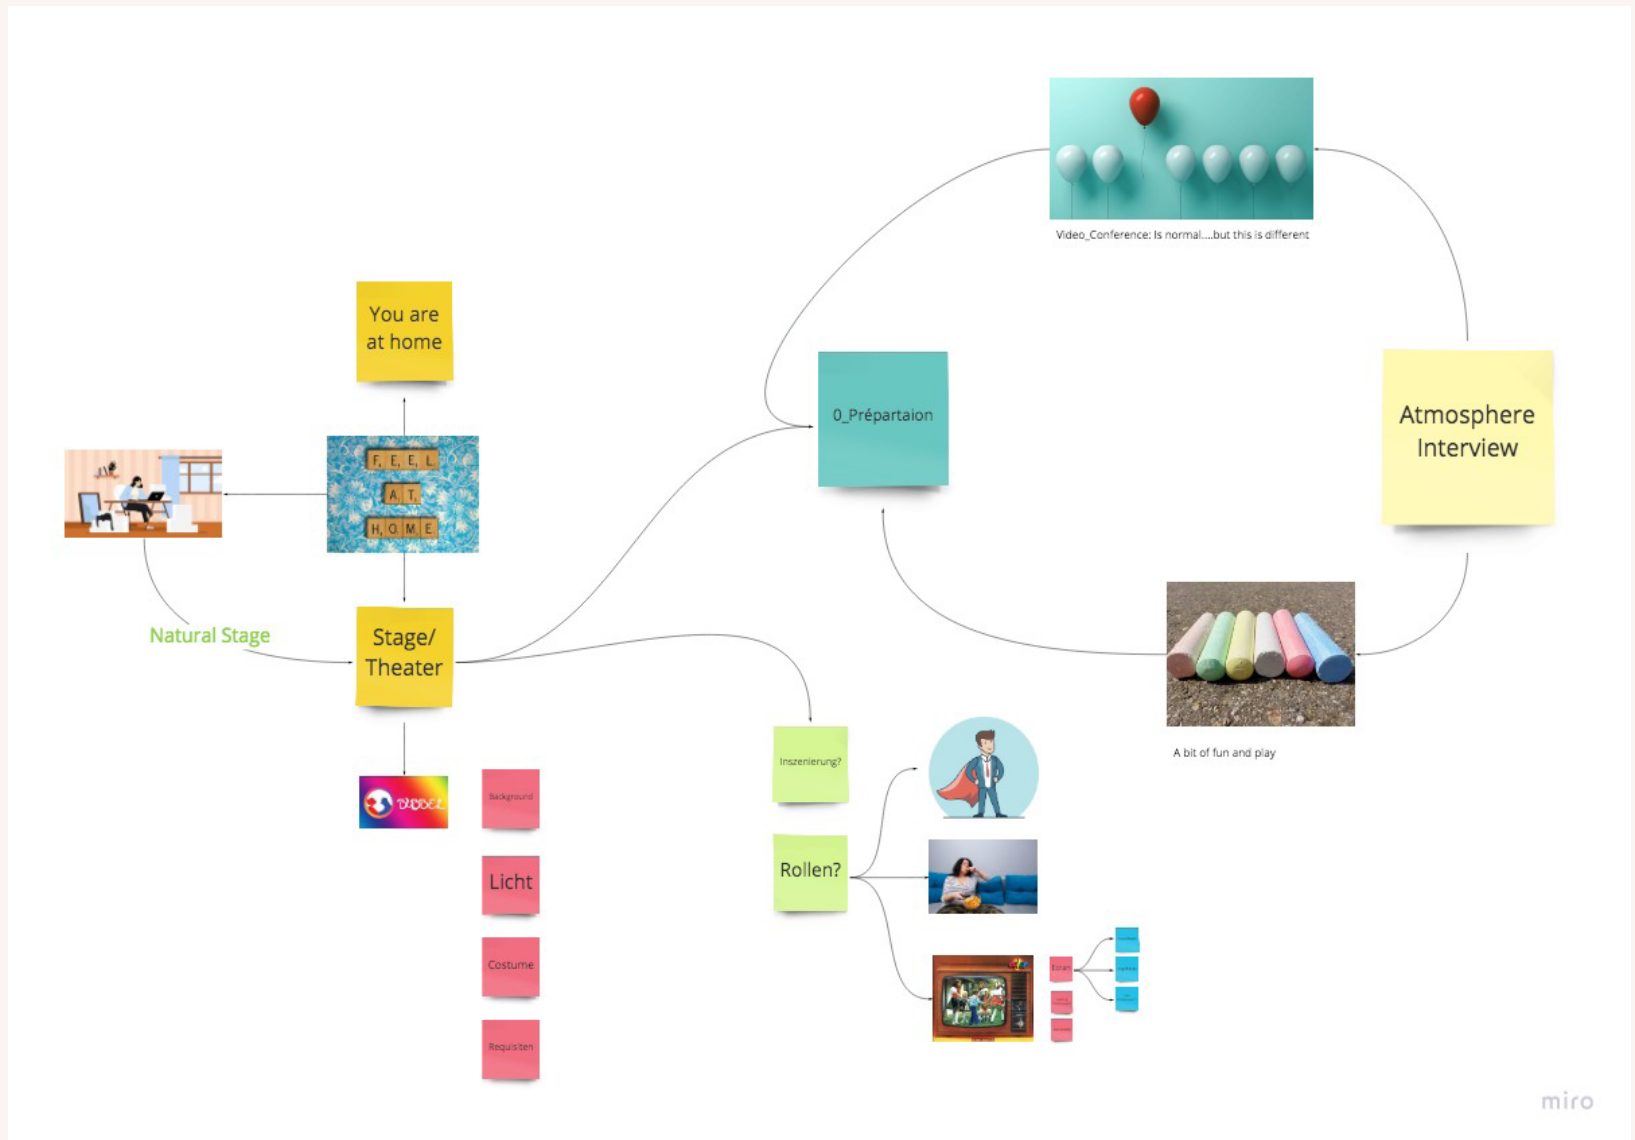 Video_Conference: Is normal....but this is different
You are
at home
Atmosphere
Interview
0_Prépartaion
F E E L
A T
H O M E
Natural Stage
Stage/
Theater
A bit of fun and play
Inszenierung?
Background
Rollen?
Licht
Costume
Ecran
Requisiten
miro